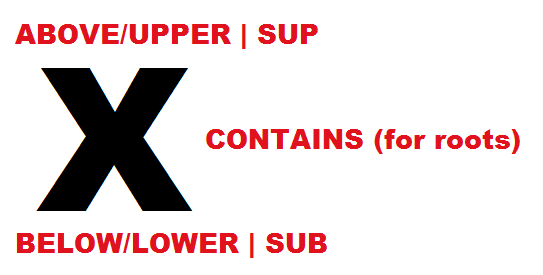 ABOVE/UPPER | SUP
X
CONTAINS (for roots)
BELOW/LOWER | SUB